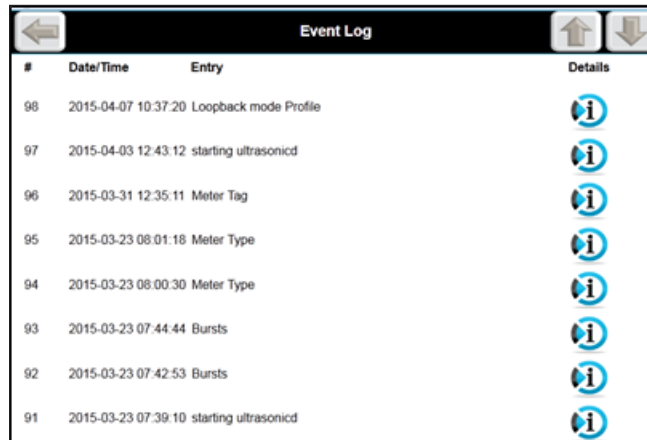 Event Log
# Date/Time Entry Details
98 2015-04-07 10:37:20 Loopback mode Profile
97 2015-04-03 12:43:12 starting ultrasonicd
96 2015-03-31 12:35:11 Meter Tag
95 2015-03-23 08:01:18 Meter Type
94 2015-03-23 08:00:30 Meter Type
93 2015-03-23 07:44:44 Bursts
92 2015-03-23 07:42:53 Bursts
91 2015-03-23 07:39:10 starting ultrasonicd